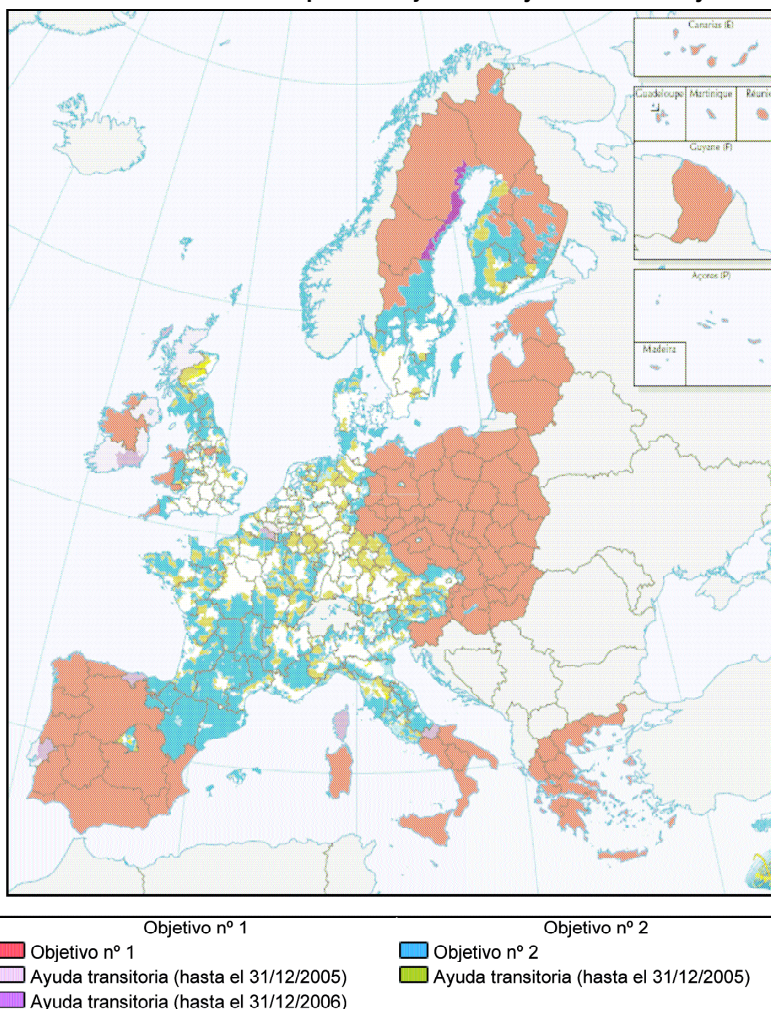 Canarias (E)
Guadeloupe Martinique
Guyane (F)
Açores (P)
Madeira
Objetivo nº 1
Objetivo nº 1
Ayuda transitoria (hasta el 31/12/2005)
Ayuda transitoria (hasta el 31/12/2006)
Objetivo nº 2
Objetivo nº 2
Ayuda transitoria (hasta el 31/12/2005)